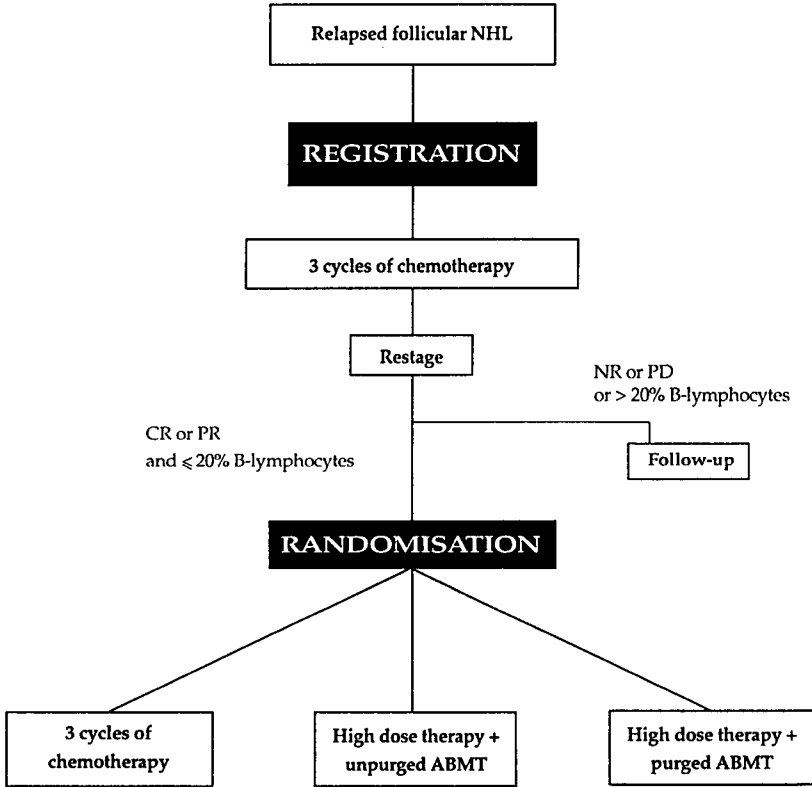 Relapsed follicular NHL
REGISTRATION
3 cycles of chemotherapy
Restage
NR or PD
or > 20% B-lymphocytes
CR or PR
and ⩽ 20% B-lymphocytes
Follow-up
RANDOMISATION
3 cycles of
chemotherapy
High dose therapy +
unpurged ABMT
High dose therapy +
purged ABMT